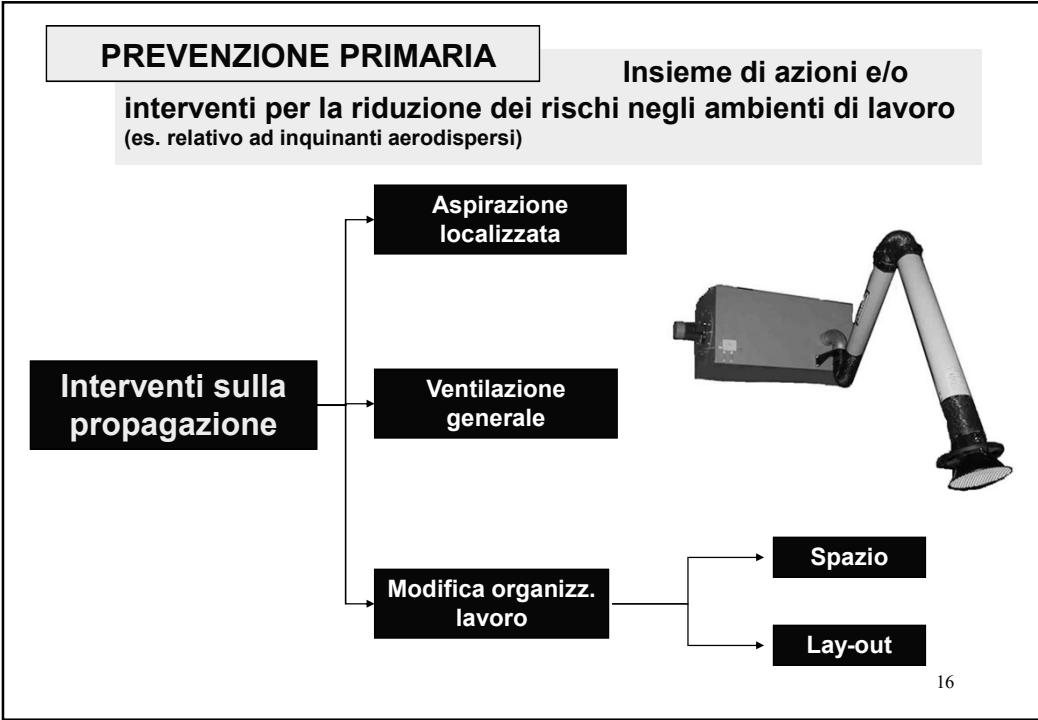 PREVENZIONE PRIMARIA
Insieme di azioni e/o
interventi per la riduzione dei rischi negli ambienti di lavoro
(es. relativo ad inquinanti aerodispersi)
Aspirazione
localizzata
Interventi sulla
propagazione
Ventilazione
generale
Modifica organizz.
lavoro
Spazio
Lay-out
16